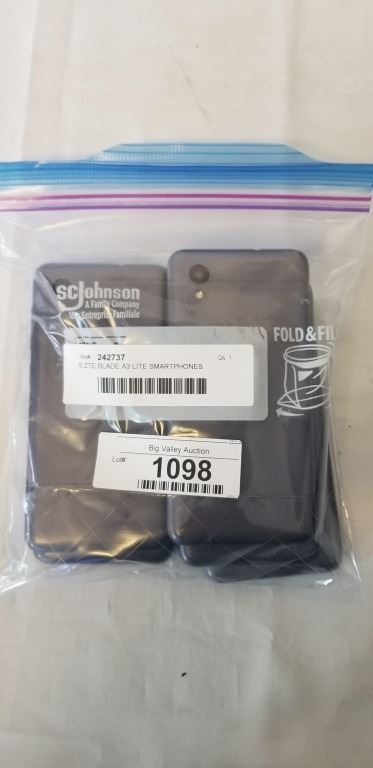 scJohnson
A Family Company
Une Entreprise Familiale
FOLD & FIL
242737
Qty: 1
ZTE BLADE A3 LITE SMARTPHONES
Big Valley Auction
Lot#
1098